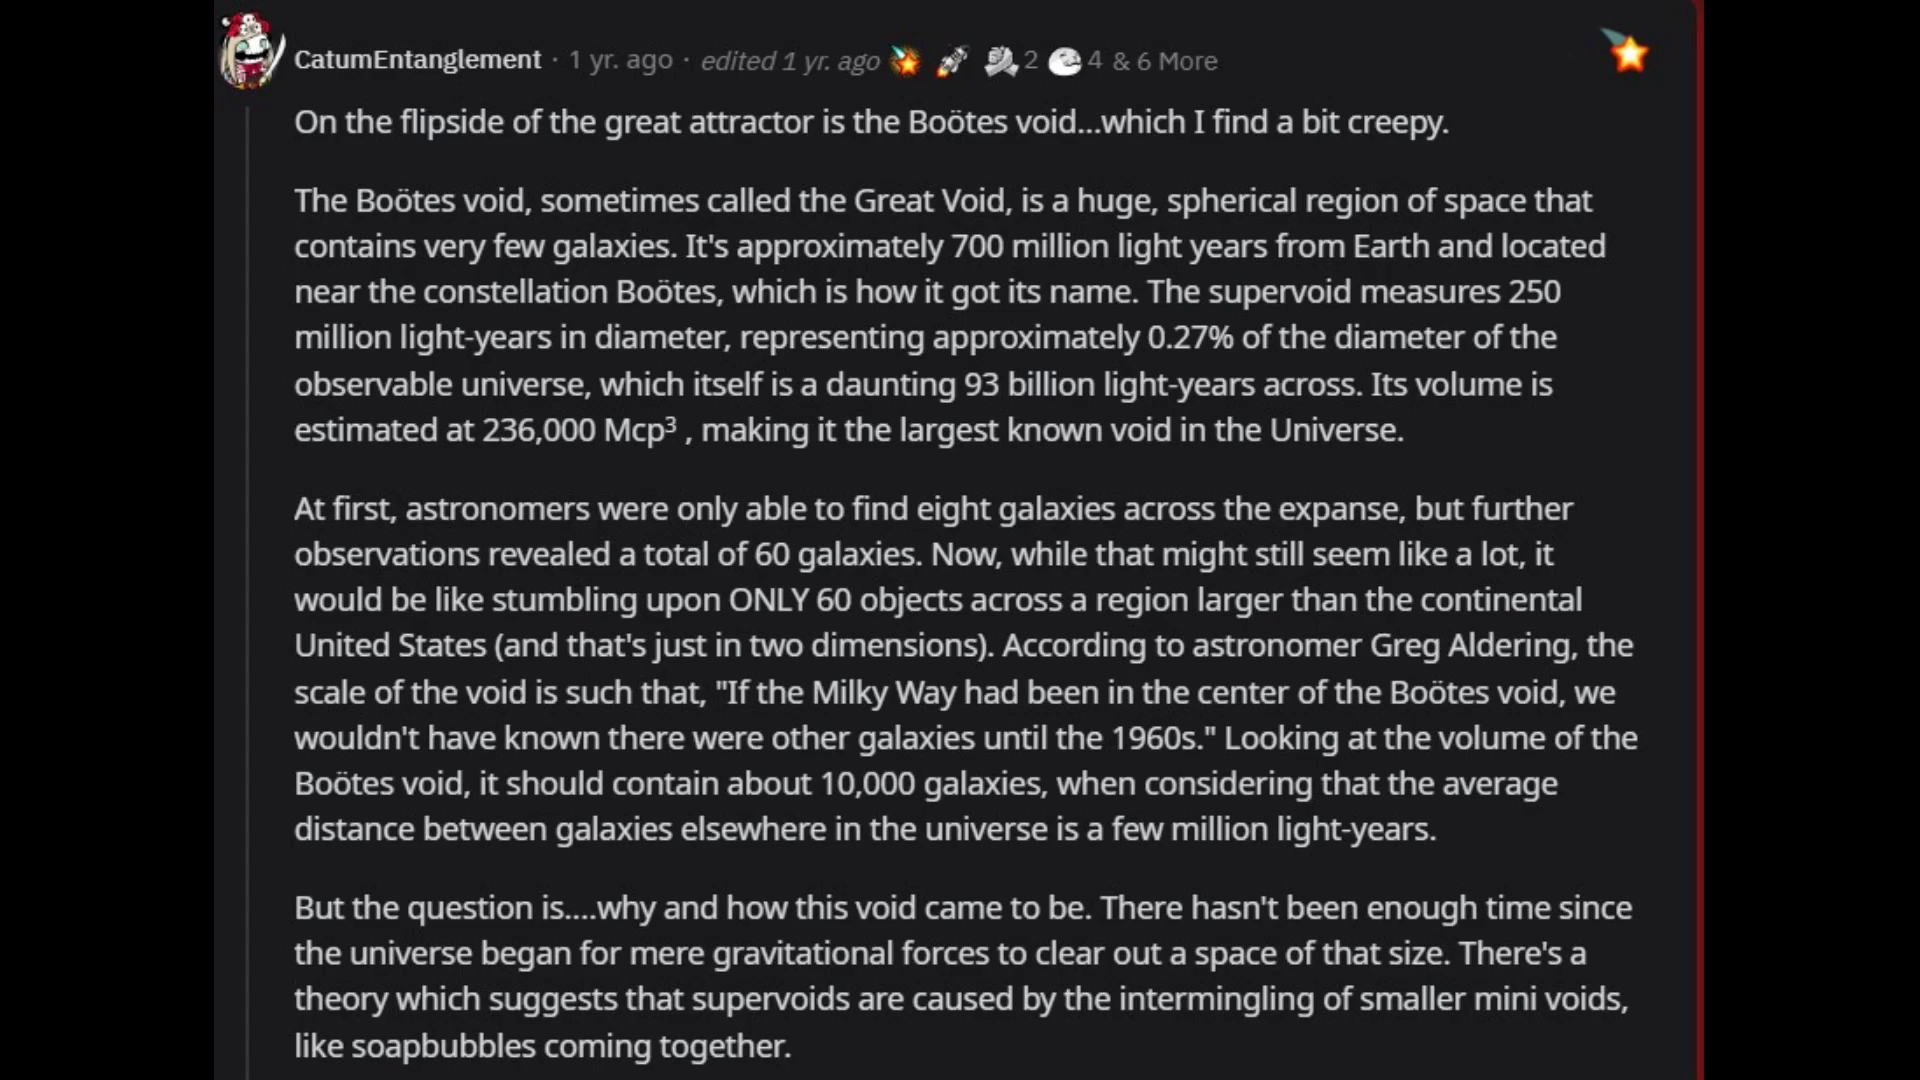 CatumEntanglement · 1 yr. ago · edited 1 yr. ago 2 4 & 6 More
On the flipside of the great attractor is the Boötes void...which I find a bit creepy.
The Boötes void, sometimes called the Great Void, is a huge, spherical region of space that
contains very few galaxies. It's approximately 700 million light years from Earth and located
near the constellation Boötes, which is how it got its name. The supervoid measures 250
million light-years in diameter, representing approximately 0.27% of the diameter of the
observable universe, which itself is a daunting 93 billion light-years across. Its volume is
estimated at 236,000 Mcp³ , making it the largest known void in the Universe.
At first, astronomers were only able to find eight galaxies across the expanse, but further
observations revealed a total of 60 galaxies. Now, while that might still seem like a lot, it
would be like stumbling upon ONLY 60 objects across a region larger than the continental
United States (and that's just in two dimensions). According to astronomer Greg Aldering, the
scale of the void is such that, "If the Milky Way had been in the center of the Boötes void, we
wouldn't have known there were other galaxies until the 1960s." Looking at the volume of the
Boötes void, it should contain about 10,000 galaxies, when considering that the average
distance between galaxies elsewhere in the universe is a few million light-years.
But the question is....why and how this void came to be. There hasn't been enough time since
the universe began for mere gravitational forces to clear out a space of that size. There's a
theory which suggests that supervoids are caused by the intermingling of smaller mini voids,
like soapbubbles coming together.